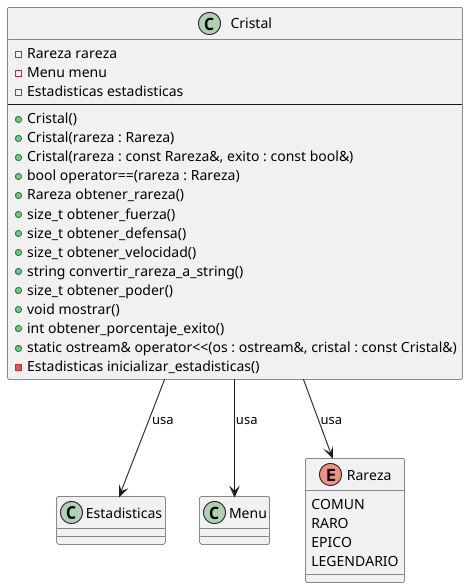 C Cristal
Rareza rareza
Menu menu
Estadisticas estadisticas
Cristal()
Cristal(rareza : Rareza)
Cristal(rareza : const Rareza&, exito : const bool&)
bool operator==(rareza : Rareza)
Rareza obtener_rareza()
size_t obtener_fuerza()
size_t obtener_defensa()
size_t obtener_velocidad()
string convertir_rareza_a_string()
size_t obtener_poder()
void mostrar()
int obtener_porcentaje_exito()
static ostream& operator<<(os : ostream&, cristal : const Cristal&)
Estadisticas inicializar_estadisticas()
usa
usa
usa
C Estadisticas
C Menu
E Rareza
COMUN
RARO
EPICO
LEGENDARIO